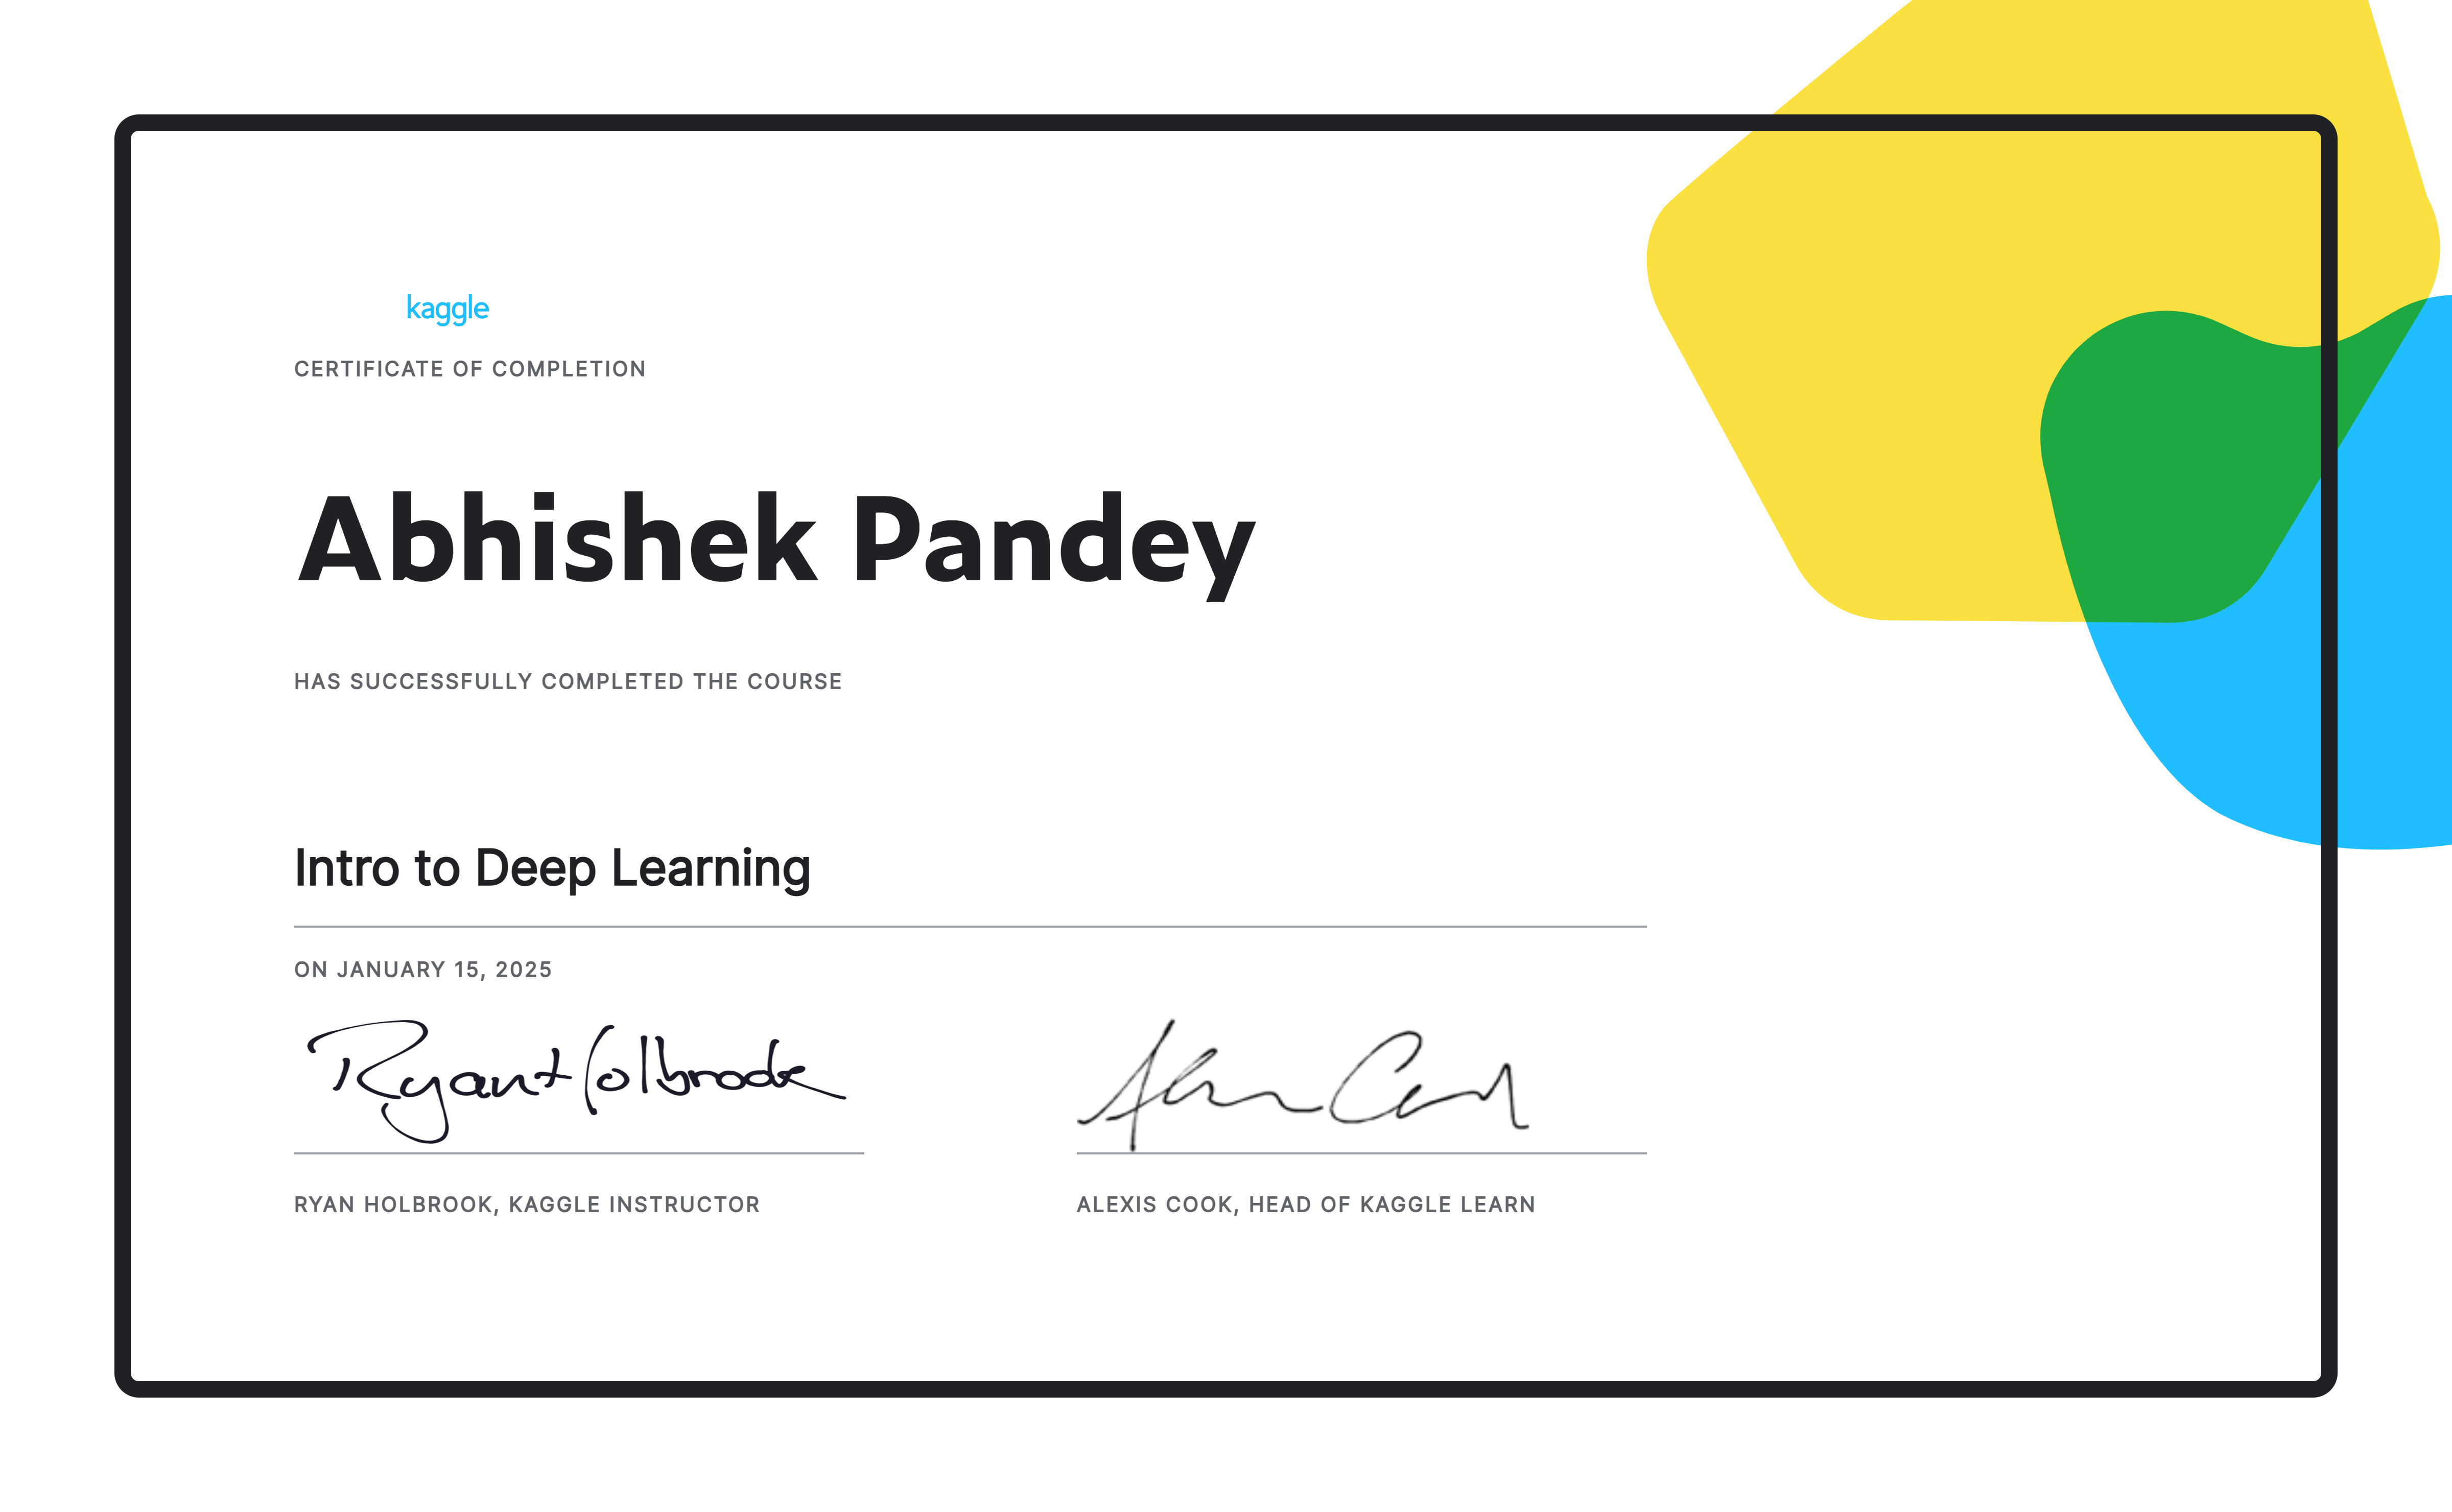 kaggle
CERTIFICATE OF COMPLETION
Abhishek Pandey
HAS SUCCESSFULLY COMPLETED THE COURSE
Intro to Deep Learning
ON JANUARY 15, 2025
Ryan Holbrook
Alexis Cook
RYAN HOLBROOK, KAGGLE INSTRUCTOR
ALEXIS COOK, HEAD OF KAGGLE LEARN